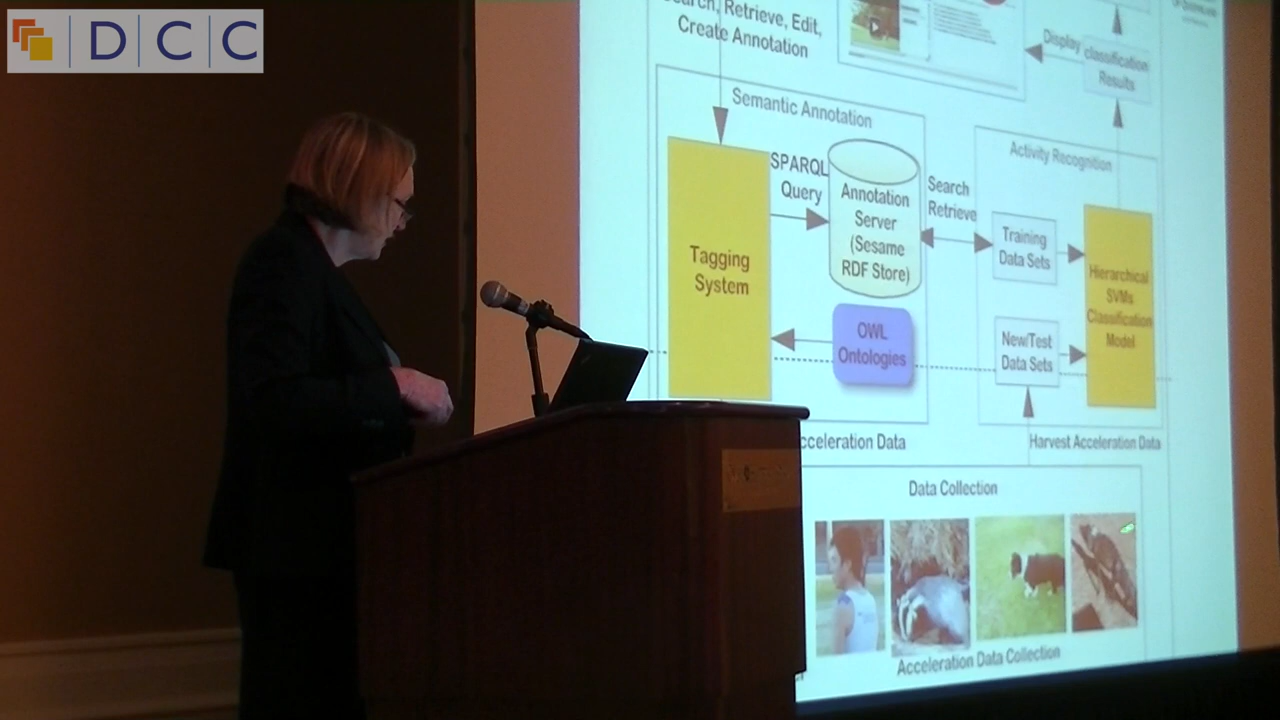 D C C
Search, Retrieve, Edit,
Create Annotation
Display
classification
Results
Semantic Annotation
Activity Recognition
SPARQL
Query
Annotation
Server
(Sesame
RDF Store)
Search
Retrieve
Tagging
System
Training
Data Sets
Hierarchical
SVMs
Classification
Model
OWL
Ontologies
New/Test
Data Sets
cceleration Data
Harvest Acceleration Data
Data Collection
Acceleration Data Collection